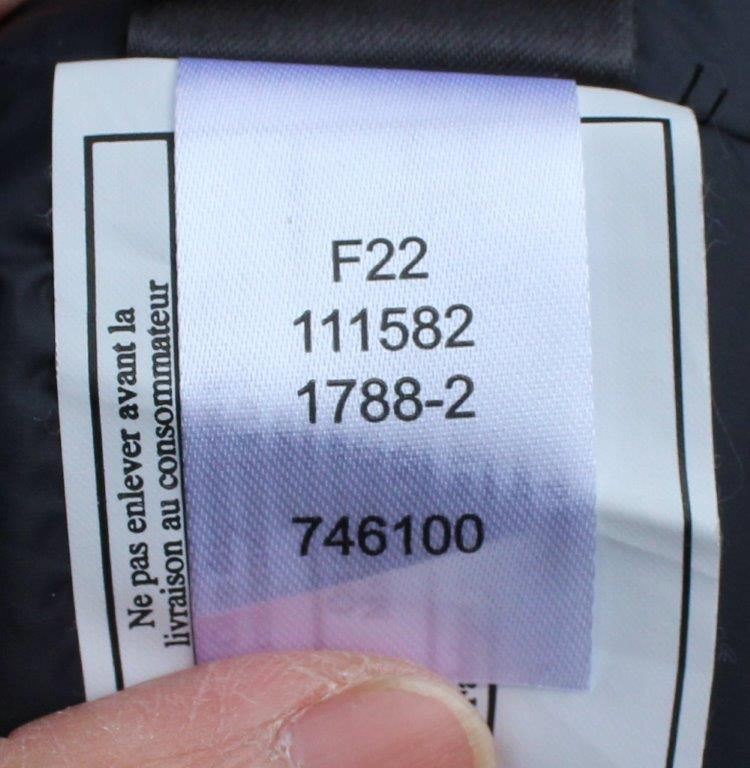 F22
111582
1788-2
746100
Ne pas enlever avant la
livraison au consommateur